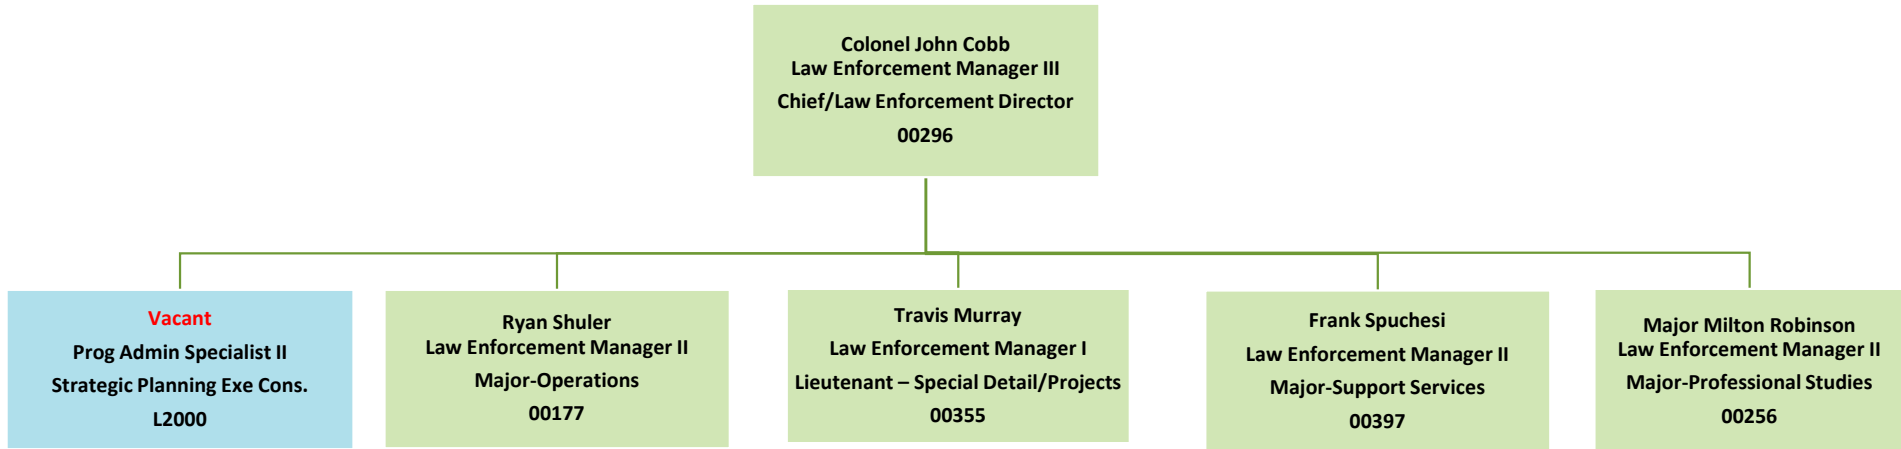 Colonel John Cobb
Law Enforcement Manager III
Chief/Law Enforcement Director
00296
Vacant
Prog Admin Specialist II
Strategic Planning Exe Cons.
L2000
Ryan Shuler
Law Enforcement Manager II
Major-Operations
00177
Travis Murray
Law Enforcement Manager I
Lieutenant – Special Detail/Projects
00355
Frank Spuchesi
Law Enforcement Manager II
Major-Support Services
00397
Major Milton Robinson
Law Enforcement Manager II
Major-Professional Studies
00256